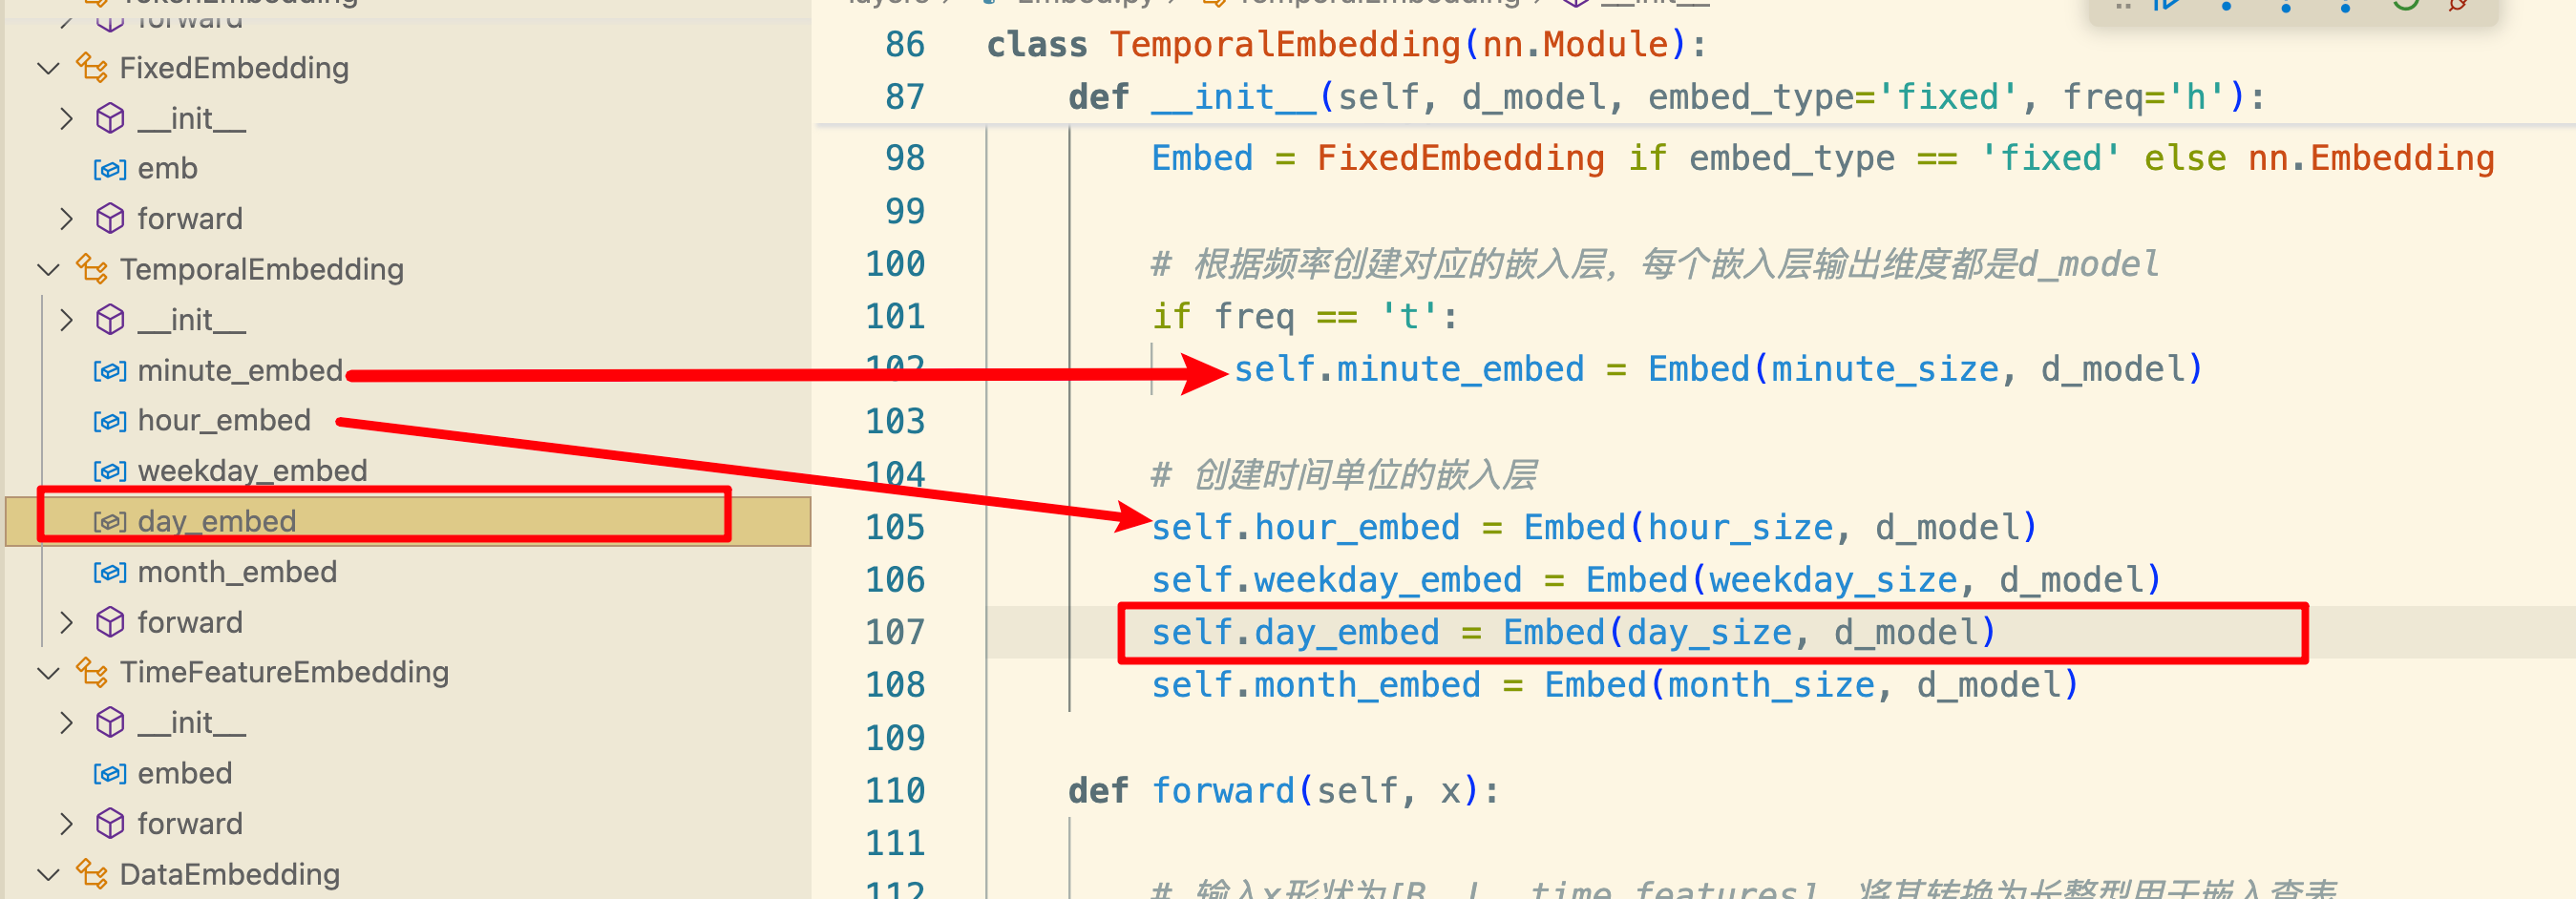 TokenEmbedding
forward
FixedEmbedding
__init__
emb
forward
TemporalEmbedding
__init__
minute_embed
hour_embed
weekday_embed
day_embed
month_embed
forward
TimeFeatureEmbedding
__init__
embed
forward
DataEmbedding
layers > Embed.py > TemporalEmbedding > __init__
86 class TemporalEmbedding(nn.Module):
87 def __init__(self, d_model, embed_type='fixed', freq='h'):
98 Embed = FixedEmbedding if embed_type == 'fixed' else nn.Embedding
99
100 # 根据频率创建对应的嵌入层, 每个嵌入层输出维度都是d_model
101 if freq == 't':
102 self.minute_embed = Embed(minute_size, d_model)
103
104 # 创建时间单位的嵌入层
105 self.hour_embed = Embed(hour_size, d_model)
106 self.weekday_embed = Embed(weekday_size, d_model)
107 self.day_embed = Embed(day_size, d_model)
108 self.month_embed = Embed(month_size, d_model)
109
110 def forward(self, x):
111
112 # 输入x形状为[B, L, time_features], 将其转换为长整型用于嵌入查表